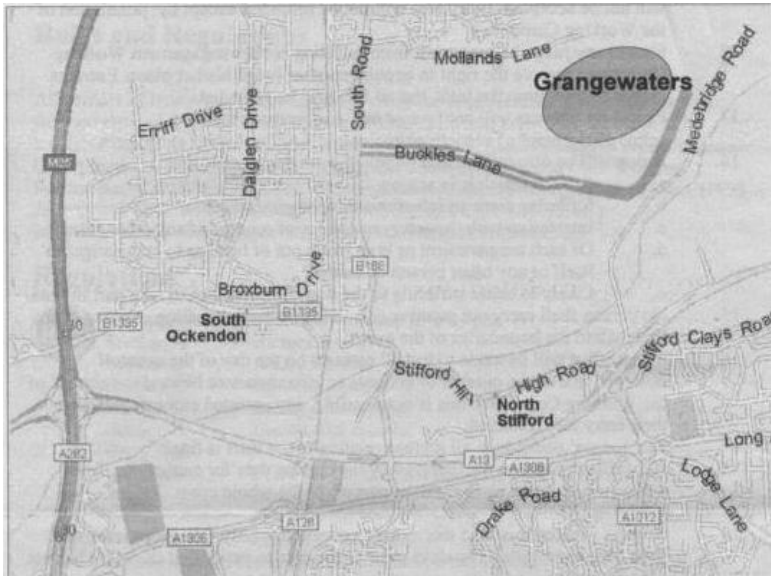 Mollands Lane
Grangewaters
Medebridge Road
South Road
Erriff Drive
Daiglen Drive
Buckles Lane
B186
Broxburn Drive
B1335
B1335
South
Ockendon
Stifford Clays Road
Stifford Hill
High Road
North
Stifford
Long
A282
A13
A1306
Lodge Lane
Drake Road
A126
A1012
A1306